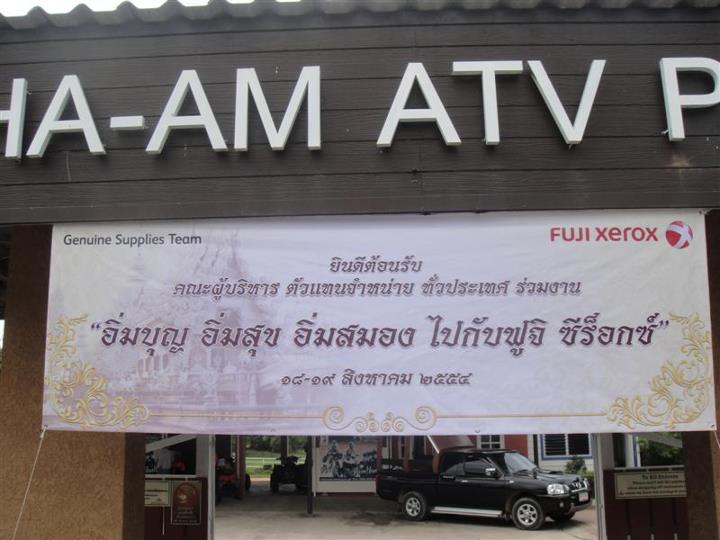 HA-AM ATV P
Genuine Supplies Team
FUJI xerox
ยินดีต้อนรับ
คณะผู้บริหาร ตัวแทนจำหน่าย ทั่วประเทศ ร่วมงาน
“อิ่มบุญ อิ่มสุข อิ่มสมอง ไปกับฟูจิ ซีร็อกซ์”
๑๘-๑๙ สิงหาคม ๒๕๕๔
To All Drivers